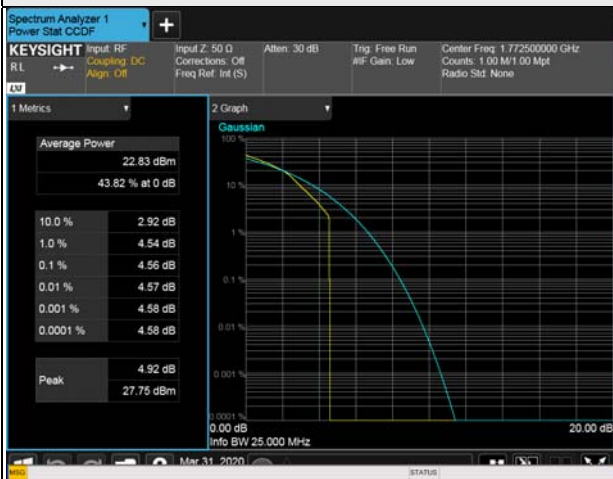 Spectrum Analyzer 1
Power Stat CCDF
+
KEYSIGHT
RL
LXI
Input: RF
Coupling: DC
Align: Off
Input Z: 50 Ω
Corrections: Off
Freq Ref: Int (S)
Atten: 30 dB
Trig: Free Run
#IF Gain: Low
Center Freq: 1.772500000 GHz
Counts: 1.00 M/1.00 Mpt
Radio Std: None
1 Metrics
Average Power
22.83 dBm
43.82 % at 0 dB
10.0 % 2.92 dB
1.0 % 4.54 dB
0.1 % 4.56 dB
0.01 % 4.57 dB
0.001 % 4.58 dB
0.0001 % 4.58 dB
Peak 4.92 dB
27.75 dBm
2 Graph
Gaussian
100 %
10 %
1 %
0.1 %
0.01 %
0.001 %
0.0001 %
0.00 dB
20.00 dB
Info BW 25.000 MHz
Mar 31, 2020
MSG
STATUS